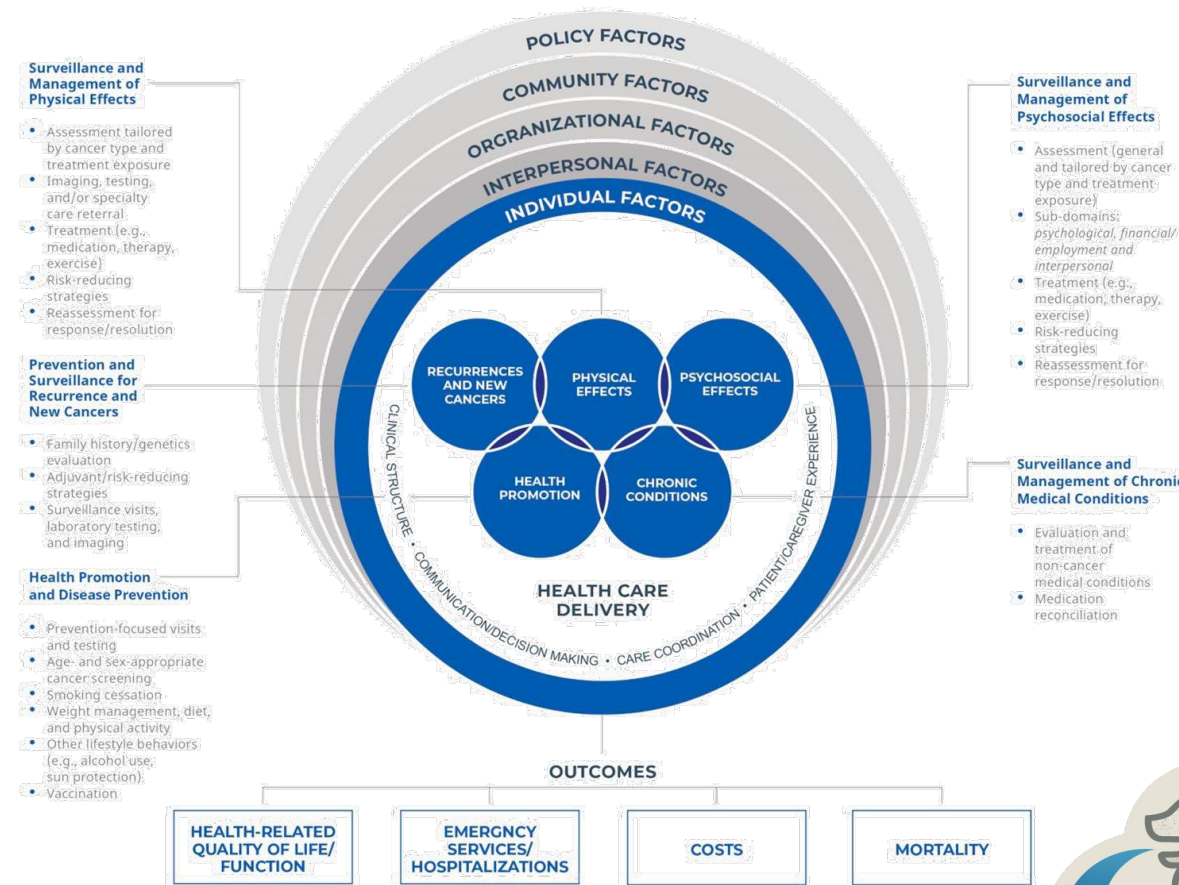 POLICY FACTORS
COMMUNITY FACTORS
ORGRANIZATIONAL FACTORS
INTERPERSONAL FACTORS
INDIVIDUAL FACTORS
Surveillance and
Management of
Physical Effects
• Assessment tailored
by cancer type and
treatment exposure
• Imaging, testing,
and/or specialty
care reterral
• Treatment (e.g.,
medication, therapy,
exercise)
• Risk-reducing
strategies
• Reassessment for
response/resolution
Prevention and
Surveillance for
Recurrence and
New Cancers
• Family history/genetics
evaluation
• Adjuvant/risk-reducing
strategies
• Surveillance visits,
laboratory testing,
and imaging
Health Promotion
and Disease Prevention
• Prevention-focused visits
and testing
• Age- and sex-appropriate
cancer screening
• Smoking cessation
• Weight management, diet,
and physical activity
• Other lifestyle behaviors
(e.g., alcohol use,
sun protection)
• Vaccination
RECURRENCES
AND NEW
CANCERS
PHYSICAL
EFFECTS
PSYCHOSOCIAL
EFFECTS
HEALTH
PROMOTION
CHRONIC
CONDITIONS
HEALTH CARE
DELIVERY
CLINICAL STRUCTURE • COMMUNICATION/DECISION MAKING • CARE COORDINATION • PATIENT/CAREGIVER EXPERIENCE
Surveillance and
Management of
Psychosocial Effects
• Assessment (general
and tailored by cancer
type and treatment
exposure)
• Sub-domains:
psychological, financial/
employment and
interpersonal
• Treatment (e.g.,
medication, therapy,
exercise)
• Risk-reducing
strategies
• Reassessment for
response/resolution
Surveillance and
Management of Chronic
Medical Conditions
• Evaluation and
treatment of
non-cancer
medical conditions
• Medication
reconciliation
OUTCOMES
HEALTH-RELATED
QUALITY OF LIFE/
FUNCTION
EMERGNCY
SERVICES/
HOSPITALIZATIONS
COSTS
MORTALITY